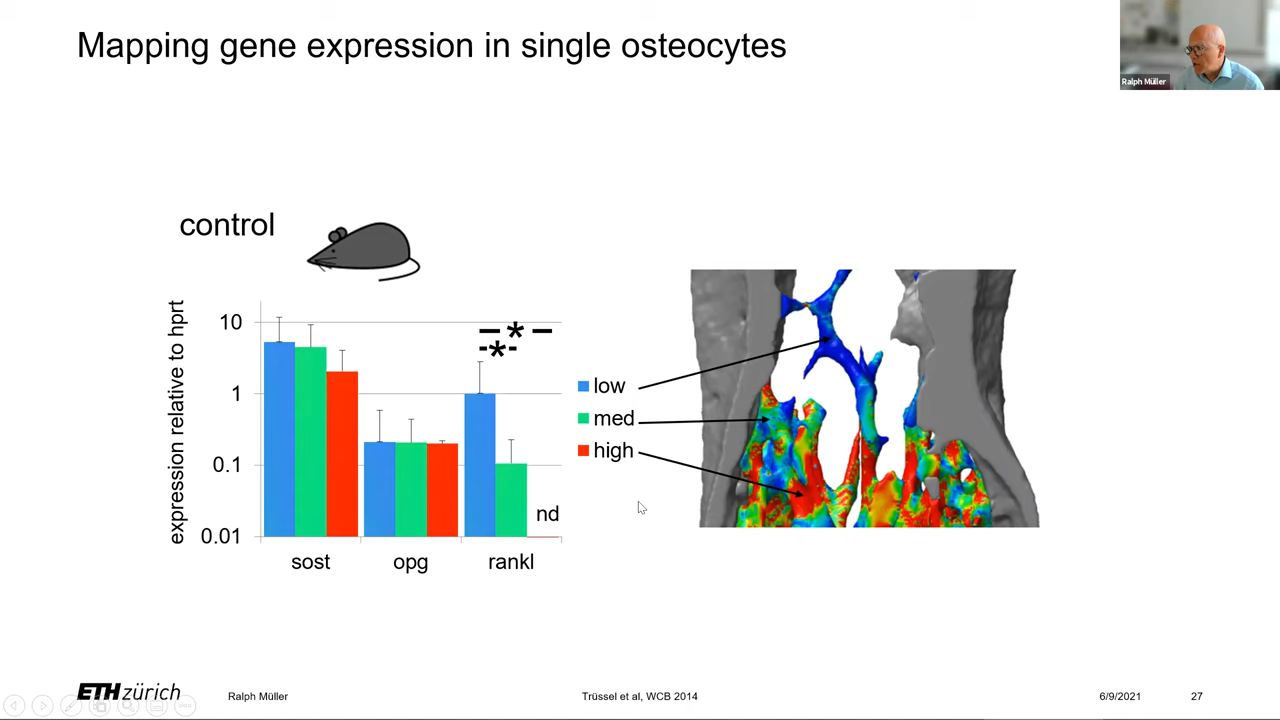 Mapping gene expression in single osteocytes
Ralph Müller
control
expression relative to hprt
10
1
0.1
0.01
-*-
-*-
nd
sost opg rankl
low
med
high
ETH zürich
Ralph Müller
Trüssel et al, WCB 2014
6/9/2021
27